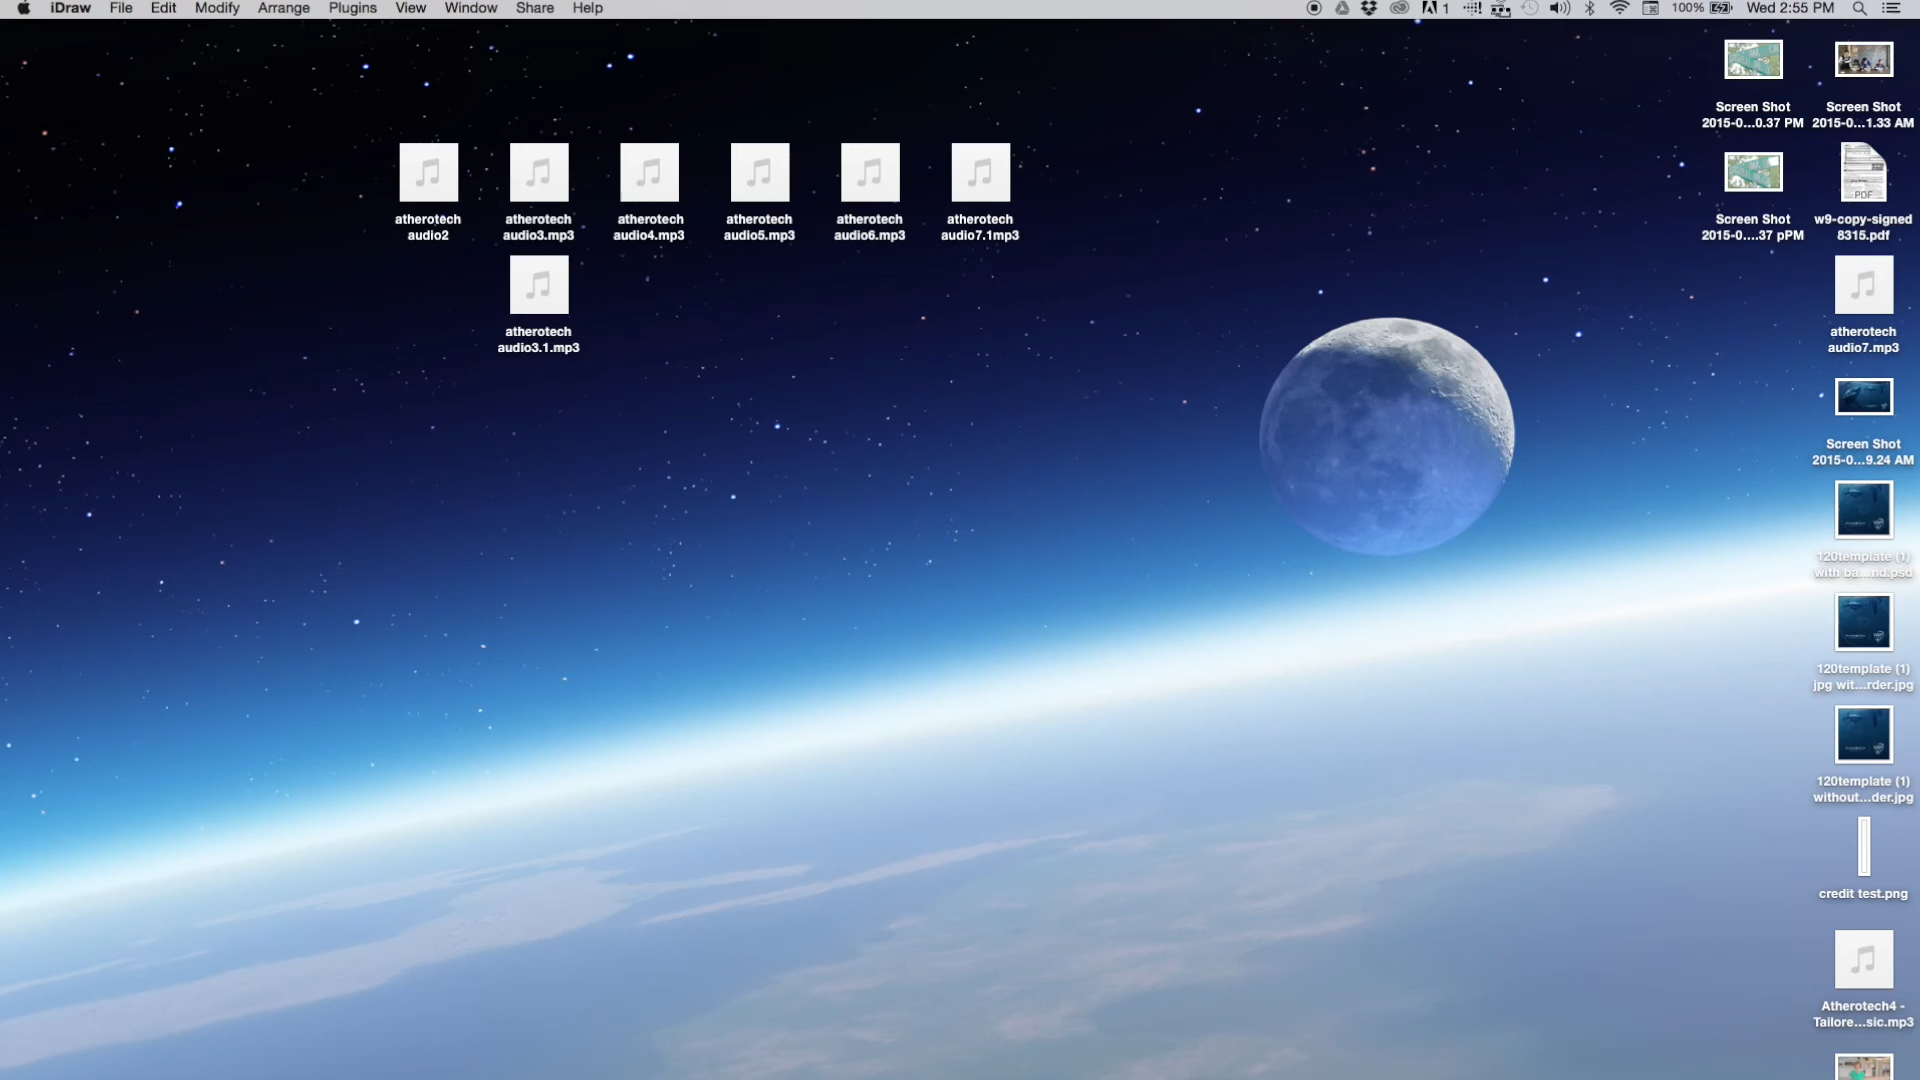 iDraw File Edit Modify Arrange Plugins View Window Share Help 1 100% Wed 2:55 PM
Screen Shot
2015-0...0.37 PM
Screen Shot
2015-0...1.33 AM
atherotech
audio2
atherotech
audio3.mp3
atherotech
audio4.mp3
atherotech
audio5.mp3
atherotech
audio6.mp3
atherotech
audio7.1mp3
Screen Shot
2015-0....37 pPM
PDF
w9-copy-signed
8315.pdf
atherotech
audio3.1.mp3
atherotech
audio7.mp3
Screen Shot
2015-0...9.24 AM
120template (1)
with ba...nd.psd
120template (1)
jpg wit...rder.jpg
120template (1)
without...der.jpg
credit test.png
Atherotech4 -
Tailore...sic.mp3